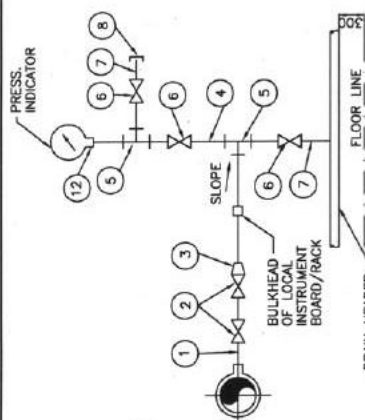 PRESS.
INDICATOR
8
7
6
12
5
6
4
5
SLOPE
3
2
1
BULKHEAD
OF LOCAL
INSTRUMENT
BOARD/RACK
6
7
FLOOR LINE